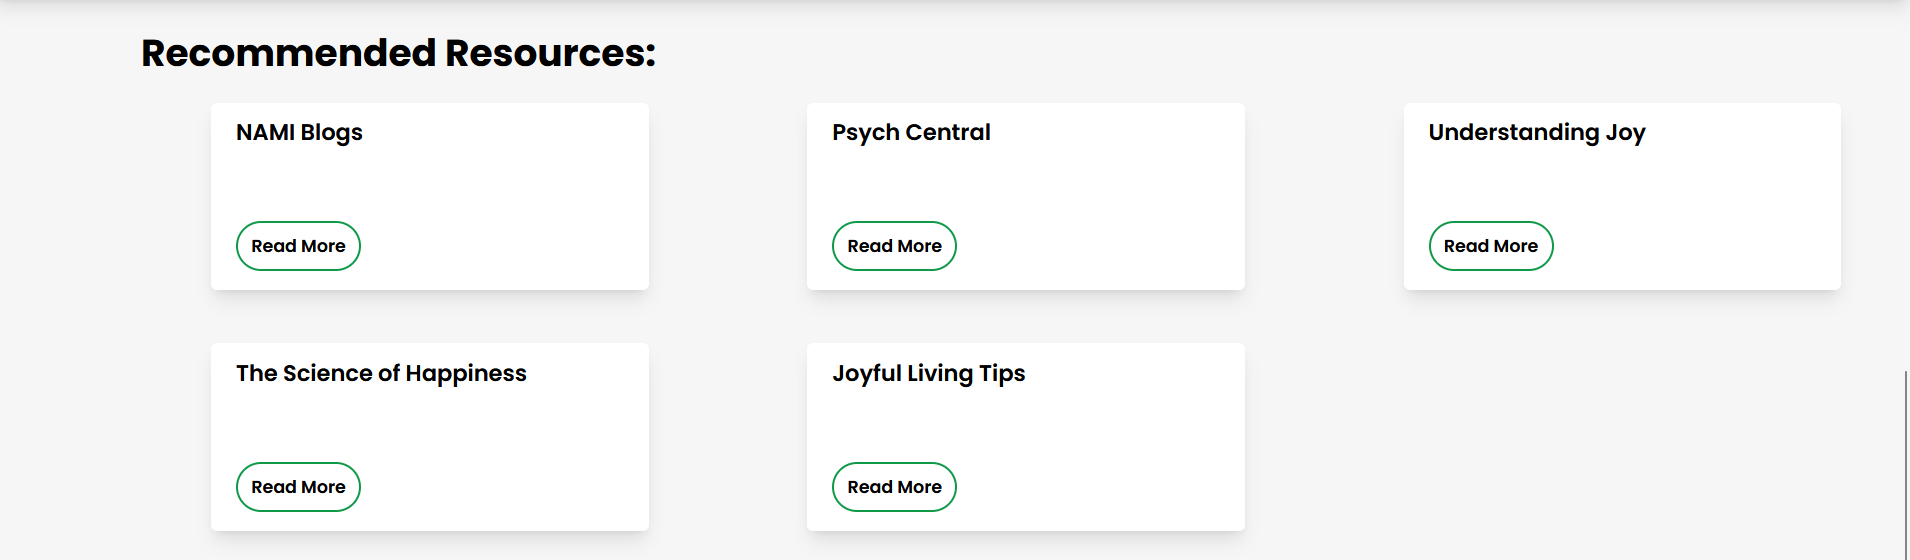 Recommended Resources:
NAMI Blogs
Read More
Psych Central
Read More
Understanding Joy
Read More
The Science of Happiness
Read More
Joyful Living Tips
Read More